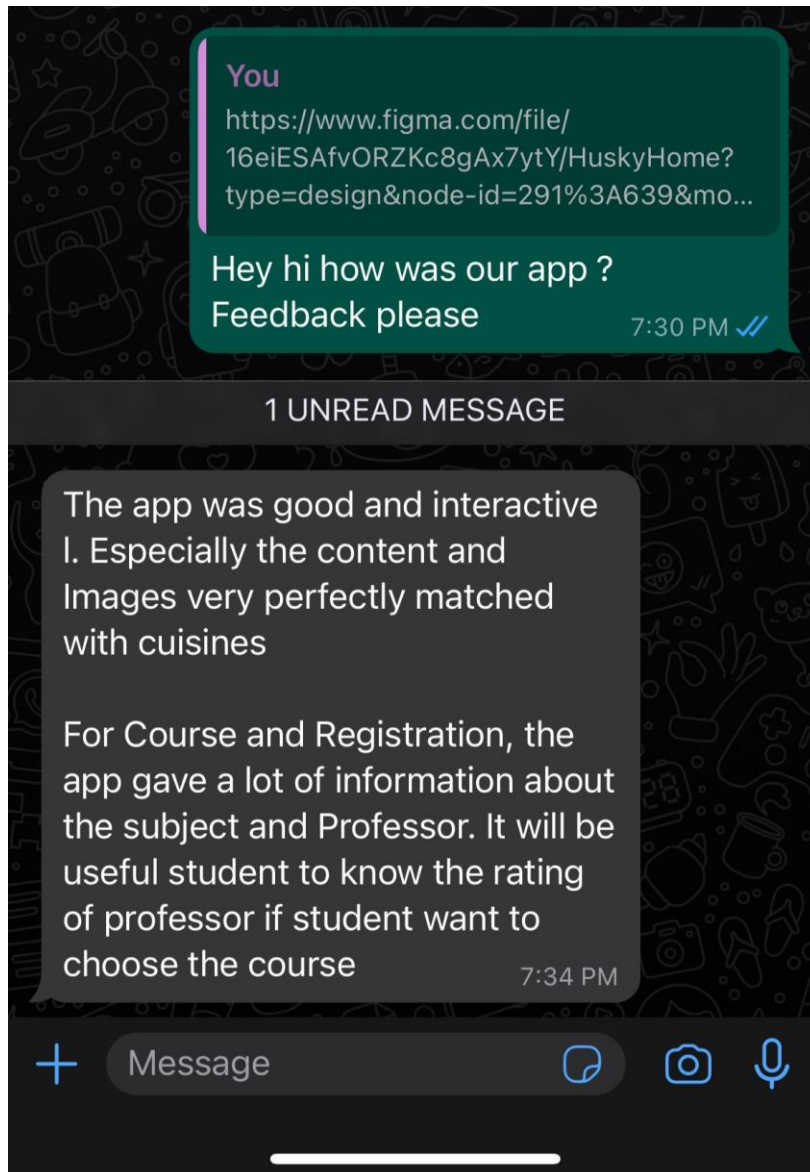 You
https://www.figma.com/file/
16eiESAfvORZKc8gAx7ytY/HuskyHome?
type=design&node-id=291%3A639&mo...
Hey hi how was our app ?
Feedback please
7:30 PM
1 UNREAD MESSAGE
The app was good and interactive
l. Especially the content and
Images very perfectly matched
with cuisines
For Course and Registration, the
app gave a lot of information about
the subject and Professor. It will be
useful student to know the rating
of professor if student want to
choose the course
7:34 PM
Message